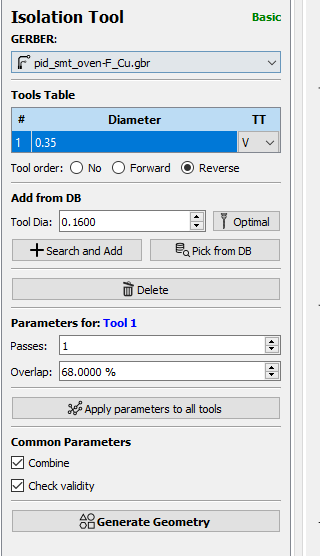 Isolation Tool
Basic
GERBER:
pid_smt_oven-F_Cu.gbr
Tools Table
# Diameter TT
1 0.35 V
Tool order: No Forward Reverse
Add from DB
Tool Dia: 0.1600 Optimal
Search and Add Pick from DB
Delete
Parameters for: Tool 1
Passes: 1
Overlap: 68.0000 %
Apply parameters to all tools
Common Parameters
Combine
Check validity
Generate Geometry